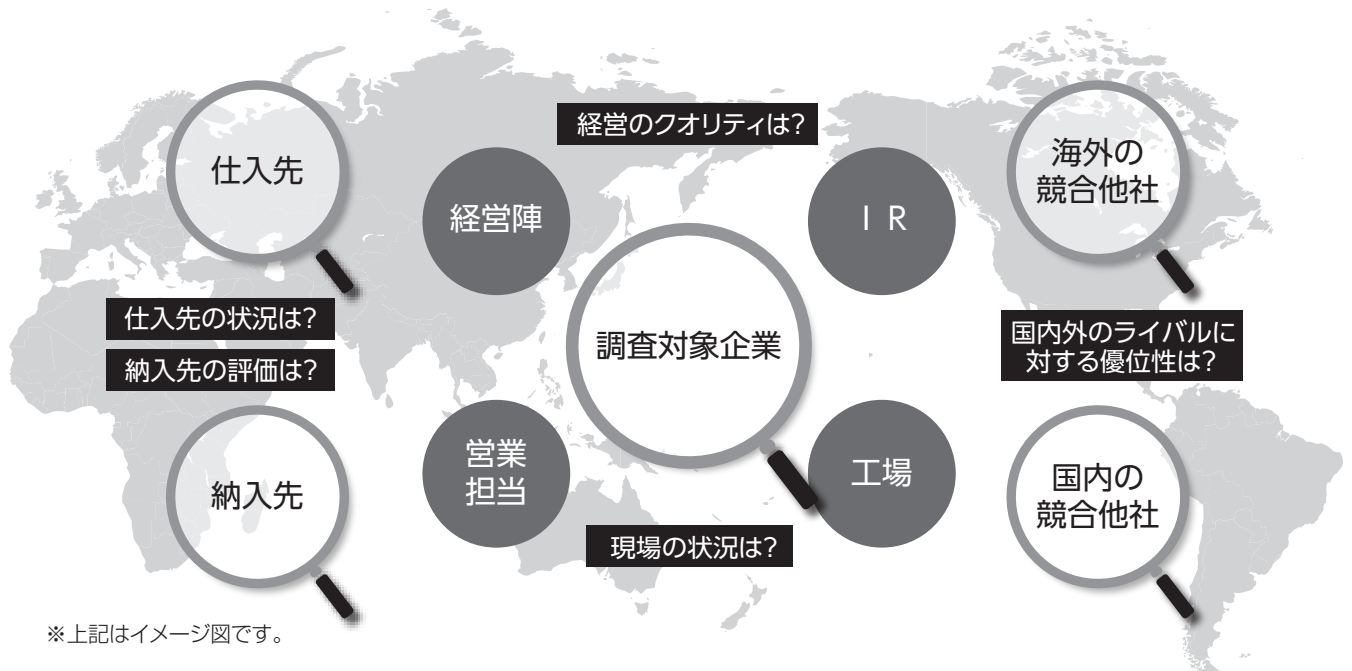 経営のクオリティは?
仕入先
経営陣
I R
海外の
競合他社
調査対象企業
仕入先の状況は?
納入先の評価は?
国内外のライバルに
対する優位性は?
納入先
営業
担当
工場
国内の
競合他社
現場の状況は?
※上記はイメージ図です。